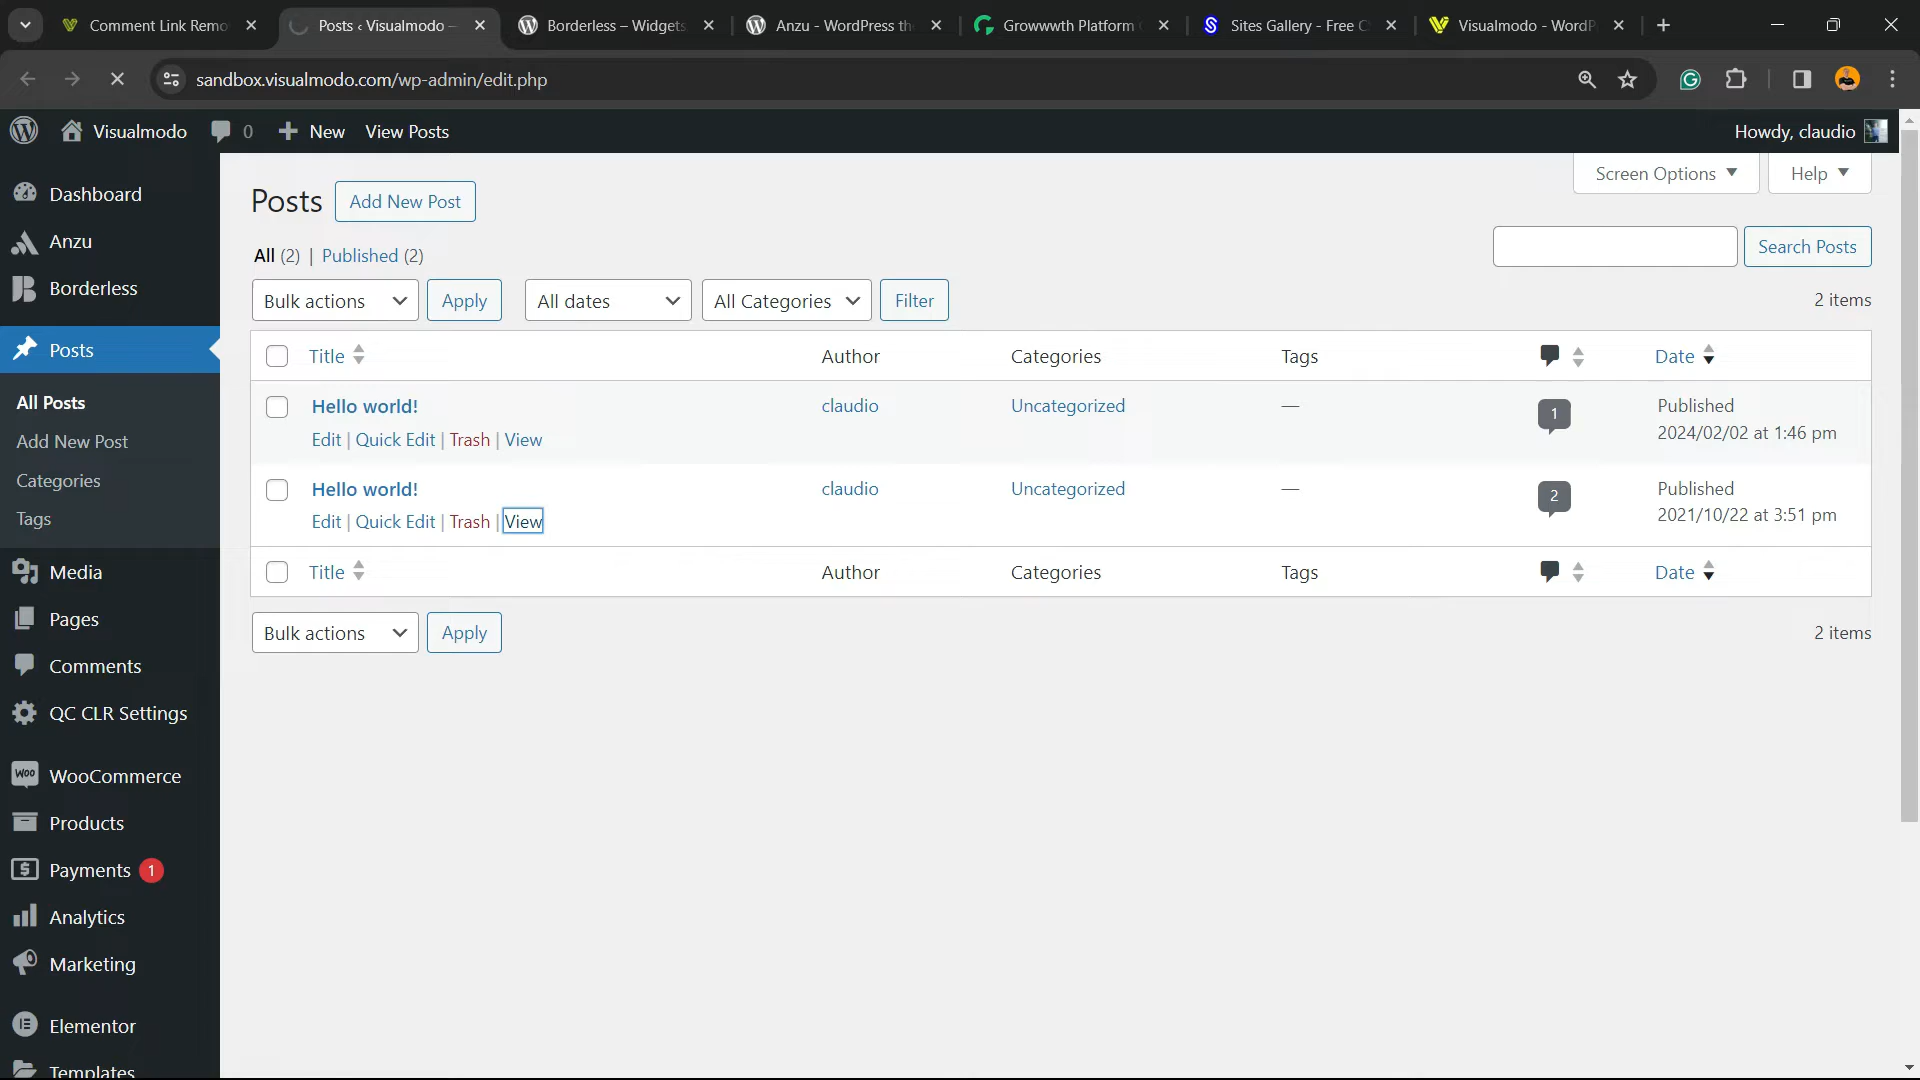 Comment Link Remo
Posts ‹ Visualmodo —
Borderless – Widgets,
Anzu - WordPress th
Growwwth Platform
Sites Gallery - Free C
Visualmodo - WordP
sandbox.visualmodo.com/wp-admin/edit.php
Visualmodo
0
New
View Posts
Howdy, claudio
Dashboard
Anzu
Borderless
Posts
All Posts
Add New Post
Categories
Tags
Media
Pages
Comments
QC CLR Settings
WOO WooCommerce
Products
Payments 1
Analytics
Marketing
Elementor
Templates
Screen Options
Help
Posts
Add New Post
All (2) | Published (2)
Search Posts
Bulk actions
Apply
All dates
All Categories
Filter
2 items
Title Author Categories Tags Date
Hello world! claudio Uncategorized — 1 Published
Edit | Quick Edit | Trash | View 2024/02/02 at 1:46 pm
Hello world! claudio Uncategorized — 2 Published
Edit | Quick Edit | Trash | View 2021/10/22 at 3:51 pm
Title Author Categories Tags Date
Bulk actions
Apply
2 items